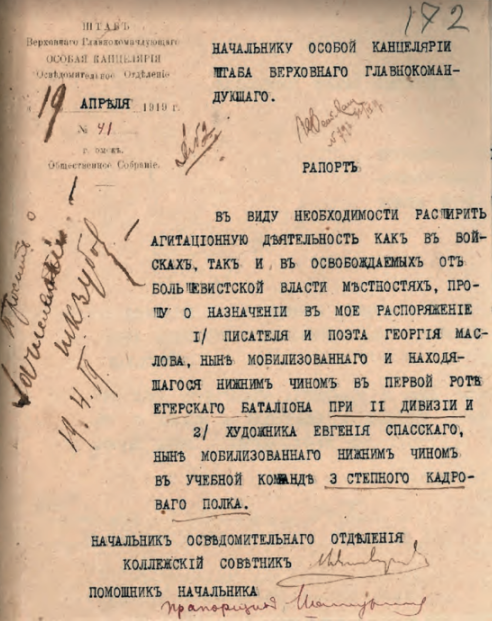 172
ШТАБЪ
Верховнаго Главнокомандующаго
ОСОБАЯ КАНЦЕЛЯРІЯ
Освѣдомительное Отдѣленіе
19 АПРѢЛЯ 1919 г.
№ 41
г. ОМСКЪ,
Общественное Собраніе.
НАЧАЛЬНИКУ ОСОБОЙ КАНЦЕЛЯРІИ
ШТАБА ВЕРХОВНАГО ГЛАВНОКОМАН-
ДУЮЩАГО.
РАПОРТЪ
ВЪ ВИДУ НЕОБХОДИМОСТИ РАСШИРИТЬ
АГИТАЦІОННУЮ ДѢЯТЕЛЬНОСТЬ КАКЪ ВЪ ВОЙ-
СКАХЪ, ТАКЪ И ВЪ ОСВОБОЖДАЕМЫХЪ ОТЪ
БОЛЬШЕВИСТСКОЙ ВЛАСТИ МѢСТНОСТЯХЪ, ПРО-
ШУ О НАЗНАЧЕНІИ ВЪ МОЕ РАСПОРЯЖЕНІЕ
1/ ПИСАТЕЛЯ И ПОЭТА ГЕОРГІЯ МАС-
ЛОВА, НЫНѢ МОБИЛИЗОВАННАГО И НАХОДЯ-
ЩАГОСЯ НИЖНИМЪ ЧИНОМЪ ВЪ ПЕРВОЙ РОТѢ
ЕГЕРСКАГО БАТАЛІОНА ПРИ II ДИВИЗІИ И
2/ ХУДОЖНИКА ЕВГЕНІЯ СПАССКАГО,
НЫНѢ МОБИЛИЗОВАННАГО НИЖНИМЪ ЧИНОМЪ
ВЪ УЧЕБНОЙ КОМАНДѢ 3 СТЕПНОГО КАДРО-
ВАГО ПОЛКА.
19.4.19
НАЧАЛЬНИКЪ ОСВѢДОМИТЕЛЬНАГО ОТДѢЛЕНІЯ
КОЛЛЕЖСКІЙ СОВѢТНИКЪ
ПОМОЩНИКЪ НАЧАЛЬНИКА
прапорщикъ